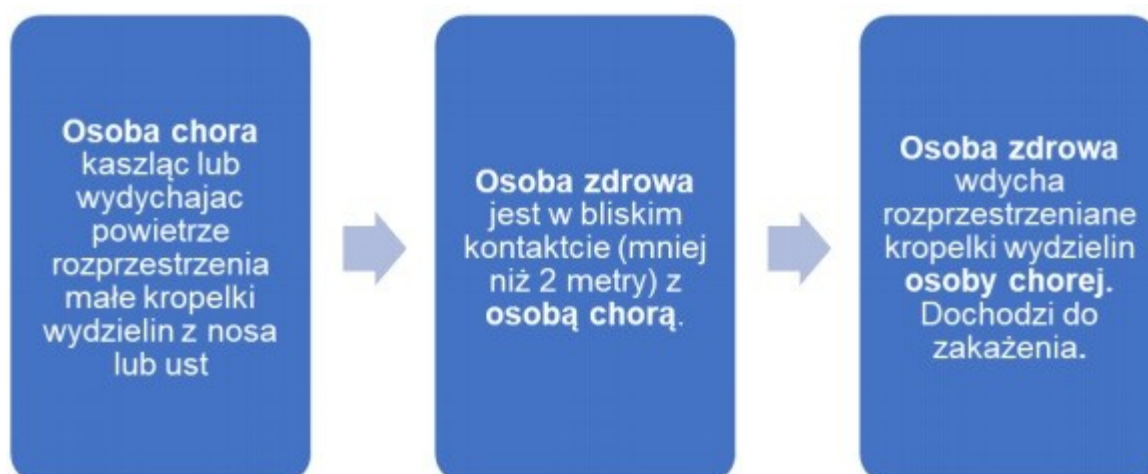 Osoba chora
kaszląc lub
wydychajac
powietrze
rozprzestrzenia
małe kropelki
wydzielin z nosa
lub ust
Osoba zdrowa
jest w bliskim
kontaktcie (mniej
niż 2 metry) z
osobą chorą.
Osoba zdrowa
wdycha
rozprzestrzeniane
kropelki wydzielin
osoby chorej.
Dochodzi do
zakażenia.